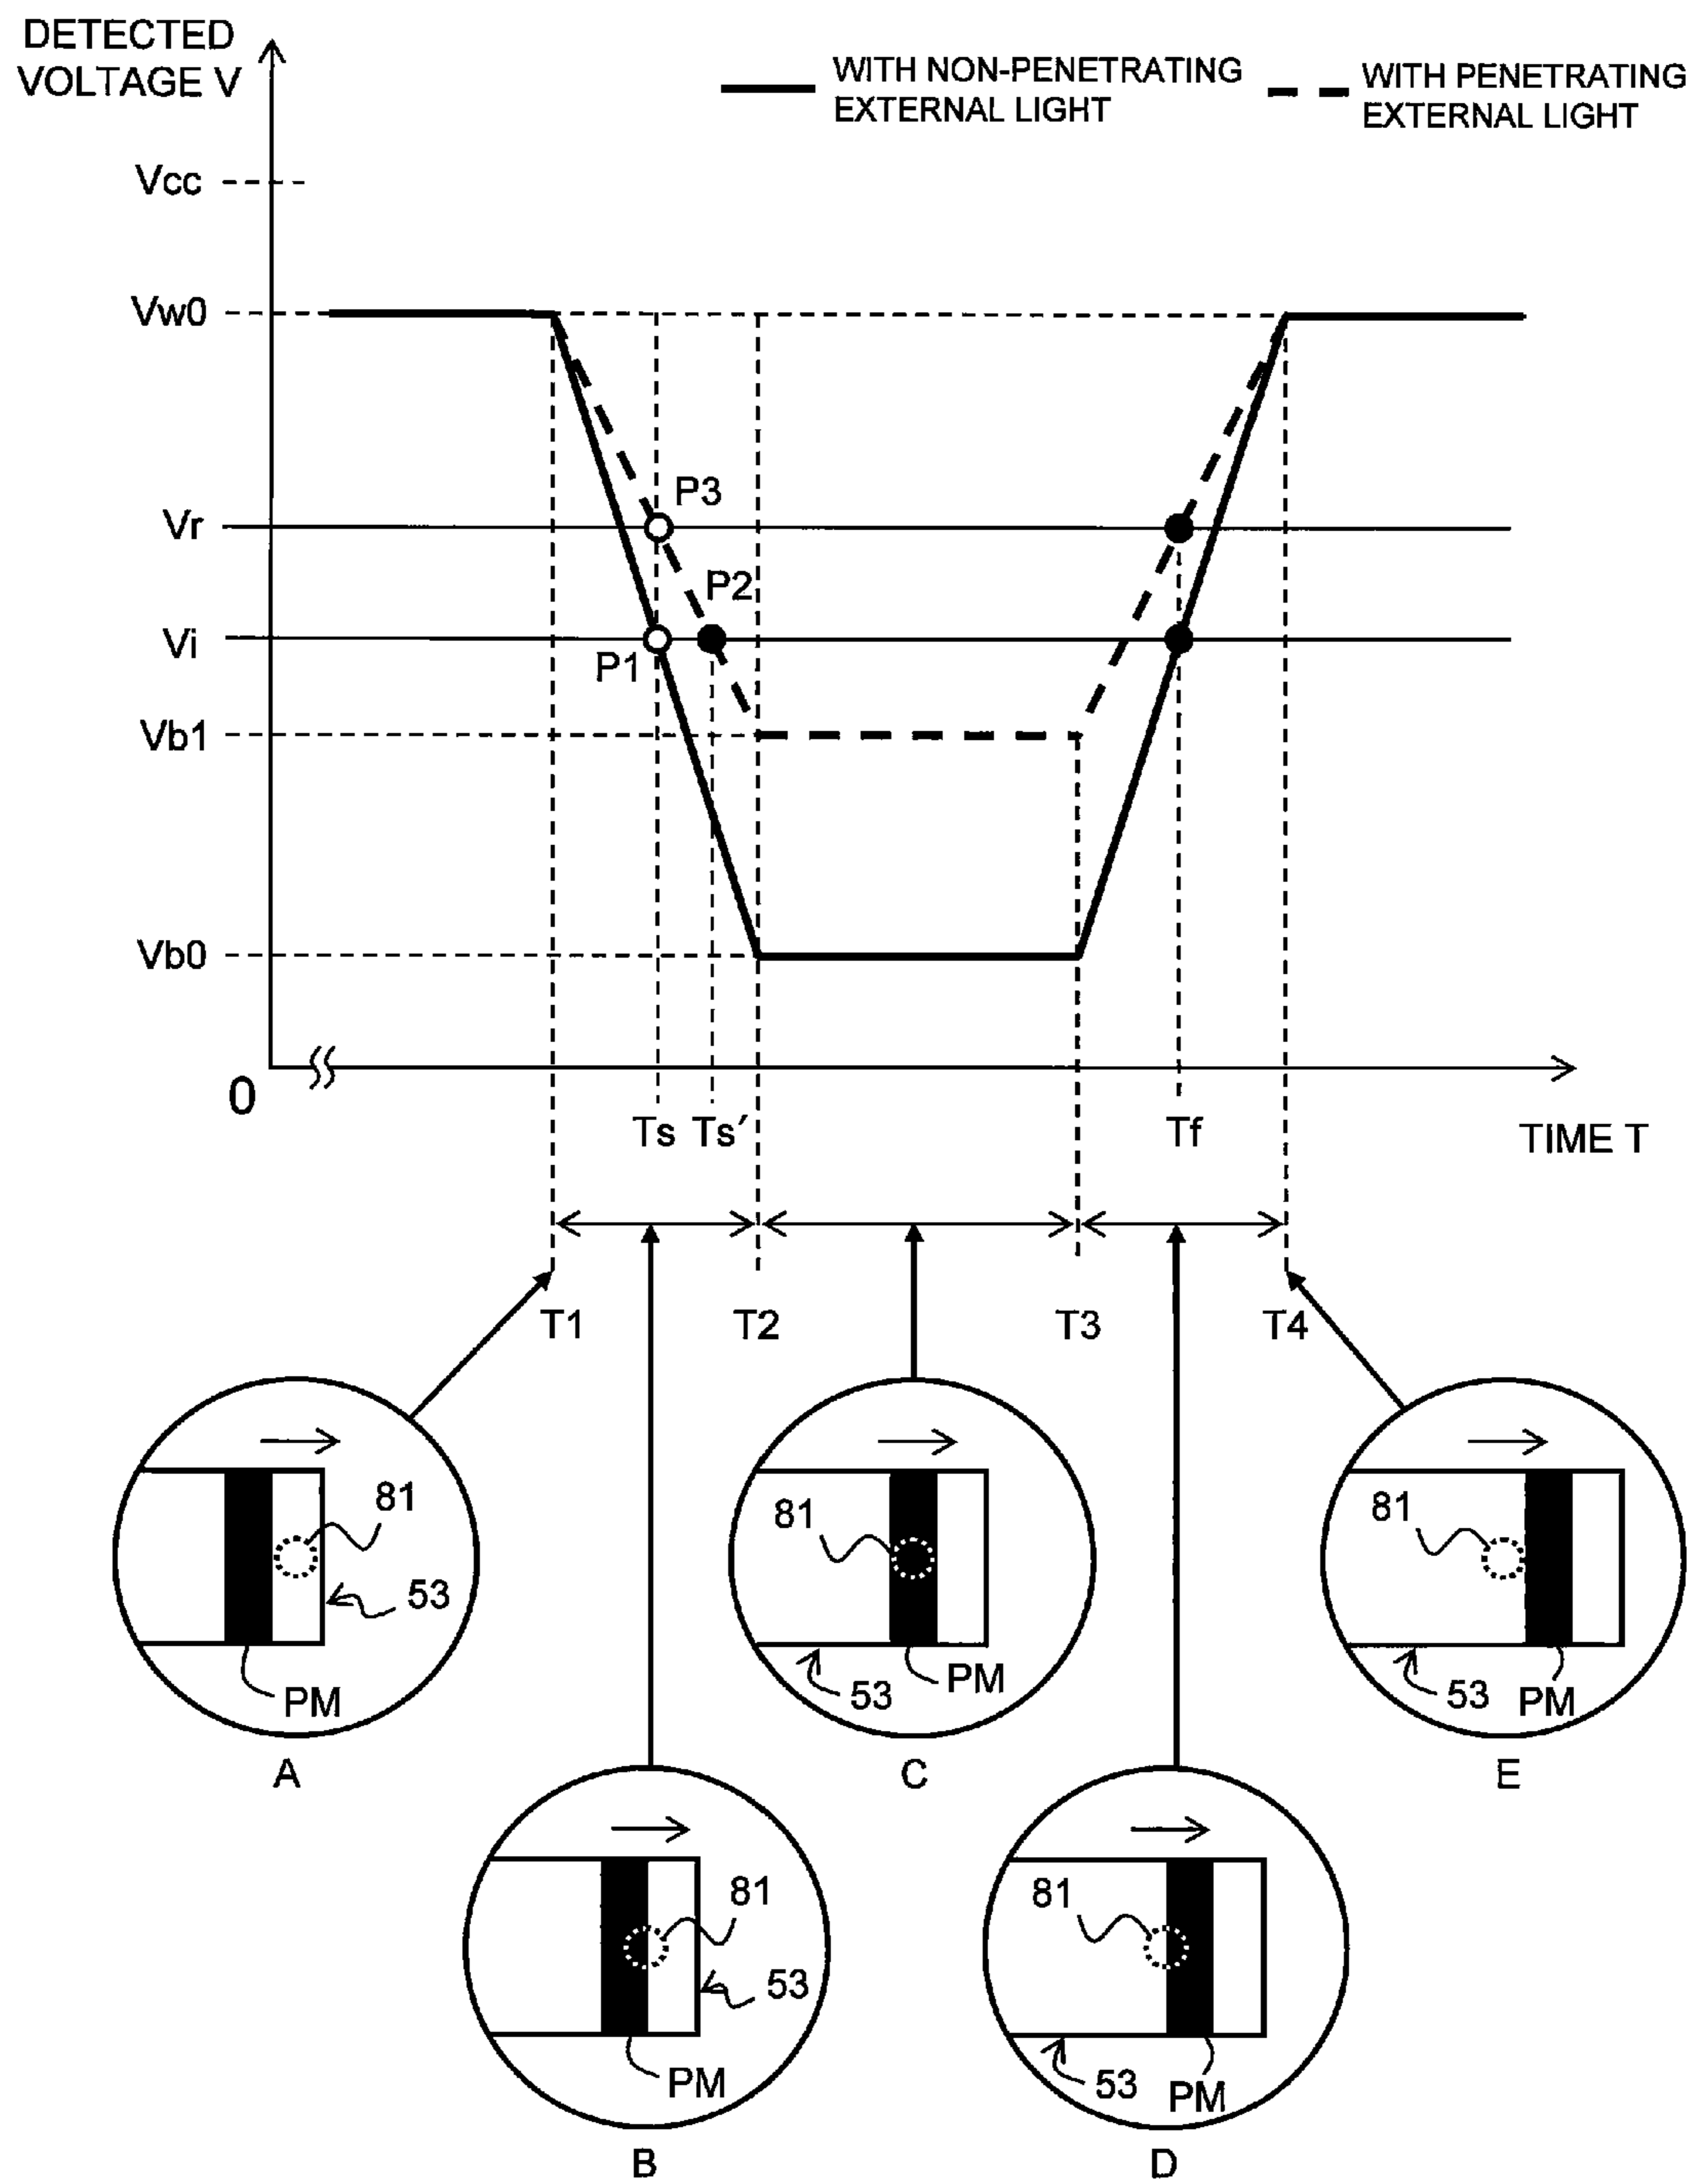 DETECTED
VOLTAGE V
WITH NON-PENETRATING
EXTERNAL LIGHT
WITH PENETRATING
EXTERNAL LIGHT
Vcc
Vw0
P3
Vr
P2
Vi
P1
Vb1
Vb0
0
Ts
Ts′
Tf
TIME T
T1
T2
T3
T4
81
53
PM
A
81
53
PM
C
81
53
PM
E
81
53
PM
B
81
53
PM
D